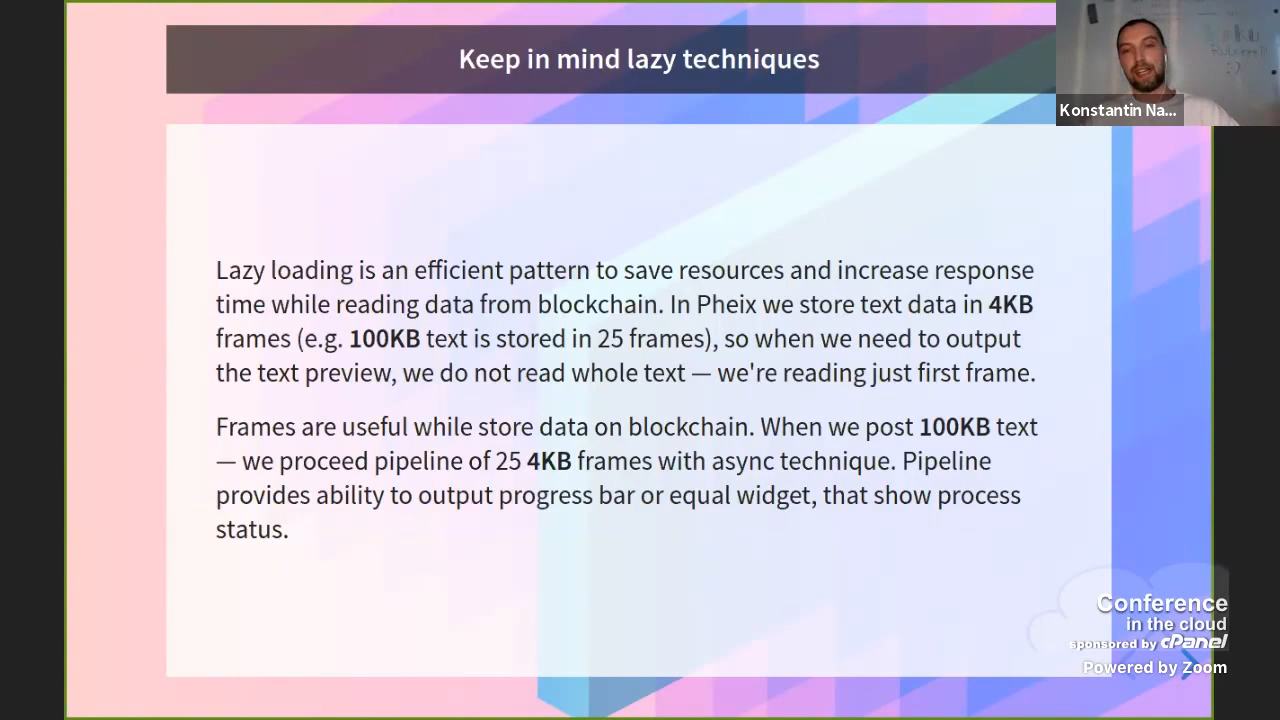 Keep in mind lazy techniques
Konstantin Na...
Lazy loading is an efficient pattern to save resources and increase response
time while reading data from blockchain. In Pheix we store text data in 4KB
frames (e.g. 100KB text is stored in 25 frames), so when we need to output
the text preview, we do not read whole text — we're reading just first frame.
Frames are useful while store data on blockchain. When we post 100KB text
— we proceed pipeline of 25 4KB frames with async technique. Pipeline
provides ability to output progress bar or equal widget, that show process
status.
Conference
in the cloud
sponsored by cPanel
Powered by Zoom